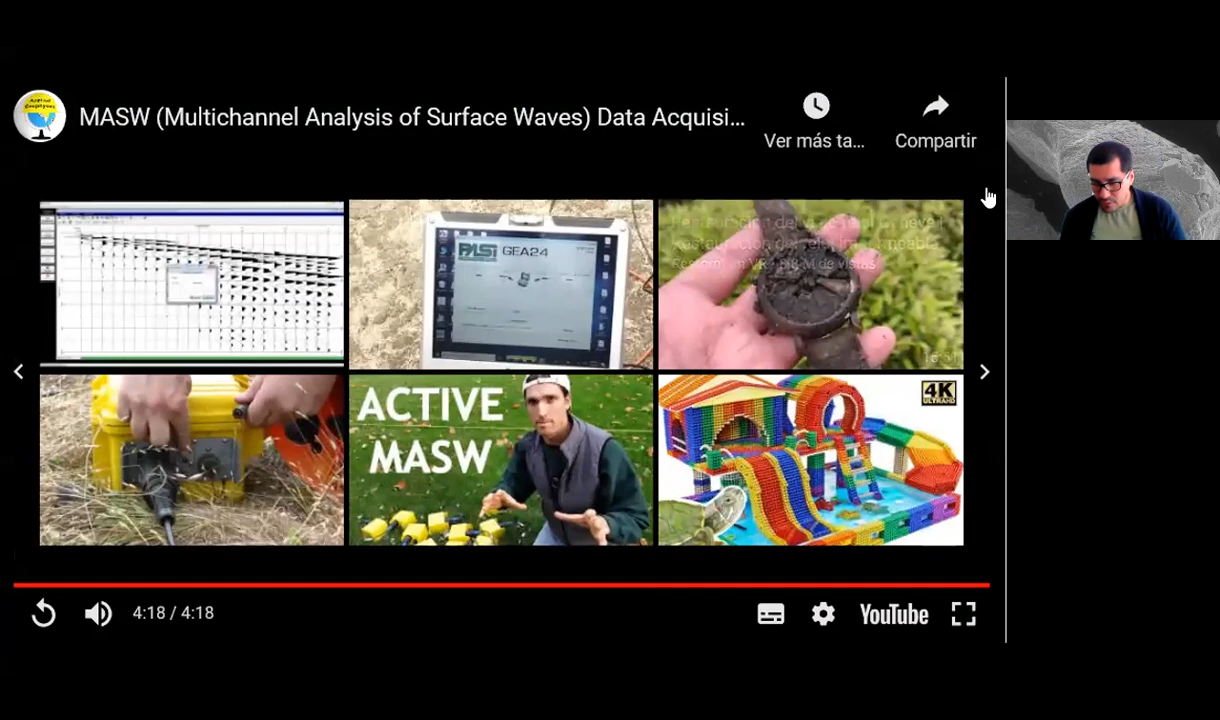 MASW (Multichannel Analysis of Surface Waves) Data Acquisi...
Ver más ta...
Compartir
PASI GEA24
ACTIVE
MASW
4K
ULTRAHD
4:18 / 4:18
YouTube